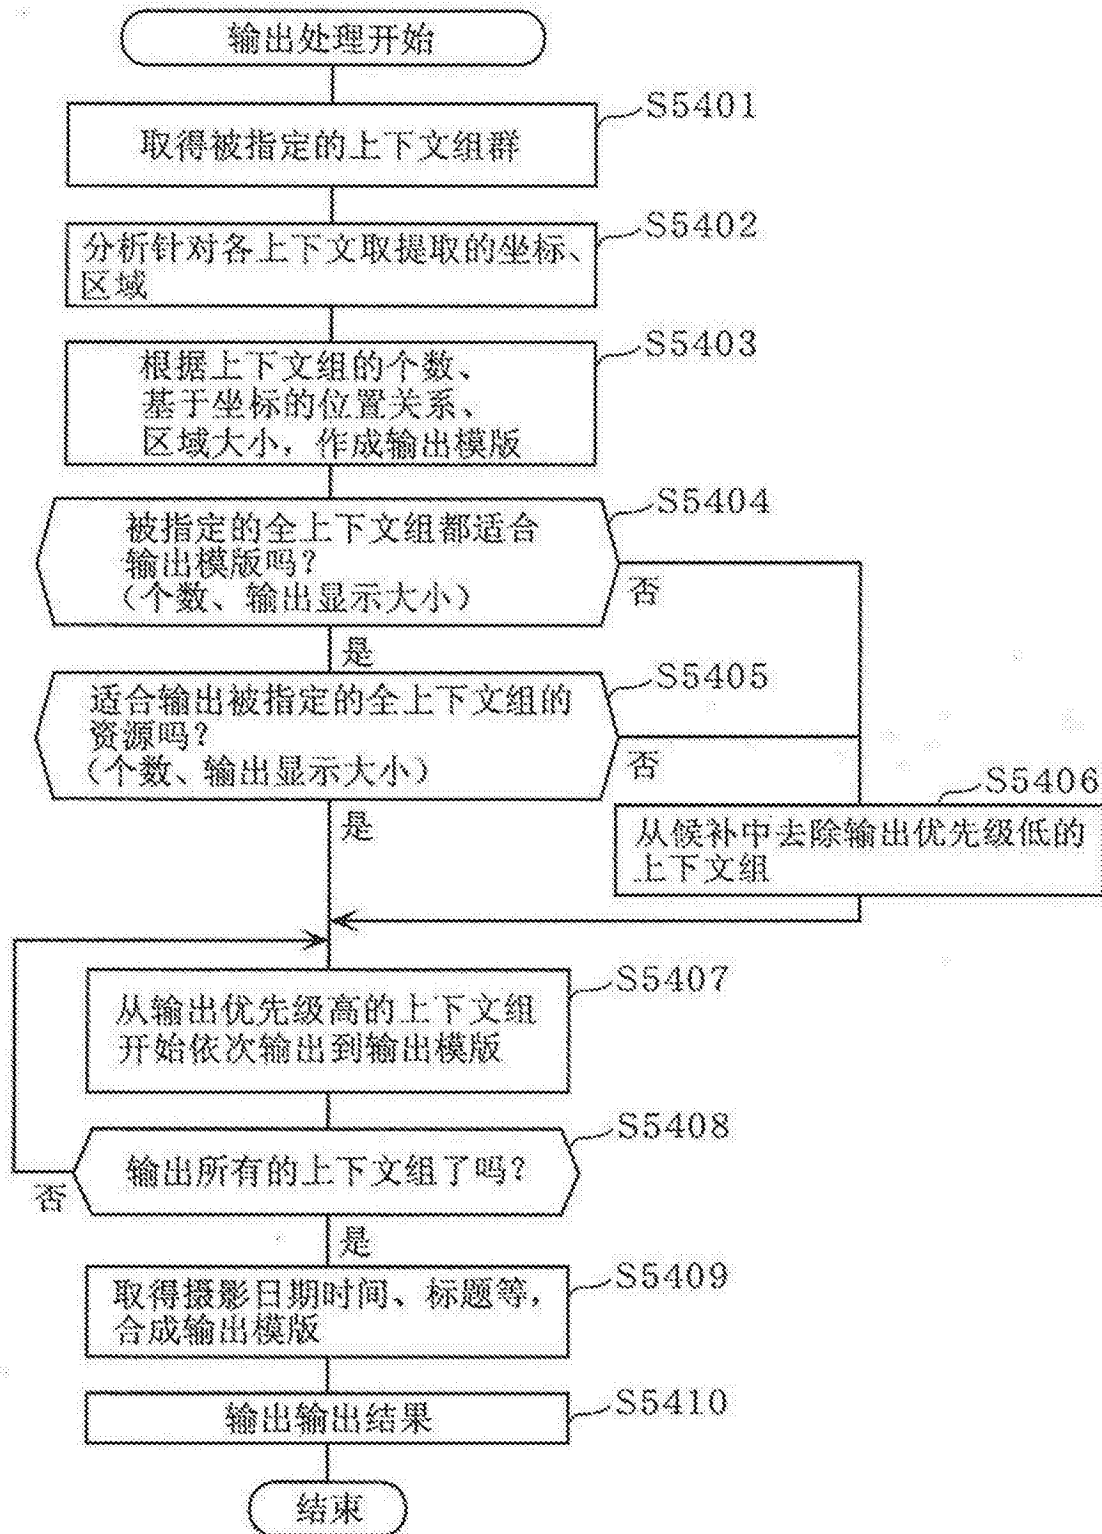 输出处理开始
S5401
取得被指定的上下文组群
S5402
分析针对各上下文取提取的坐标、
区域
S5403
根据上下文组的个数、
基于坐标的位置关系、
区域大小，作成输出模版
S5404
被指定的全上下文组都适合
输出模版吗？
（个数、输出显示大小）
否
是
S5405
适合输出被指定的全上下文组的
资源吗？
（个数、输出显示大小）
否
是
S5406
从候补中去除输出优先级低的
上下文组
S5407
从输出优先级高的上下文组
开始依次输出到输出模版
S5408
输出所有的上下文组了吗？
否
是
S5409
取得摄影日期时间、标题等，
合成输出模版
S5410
输出输出结果
结束